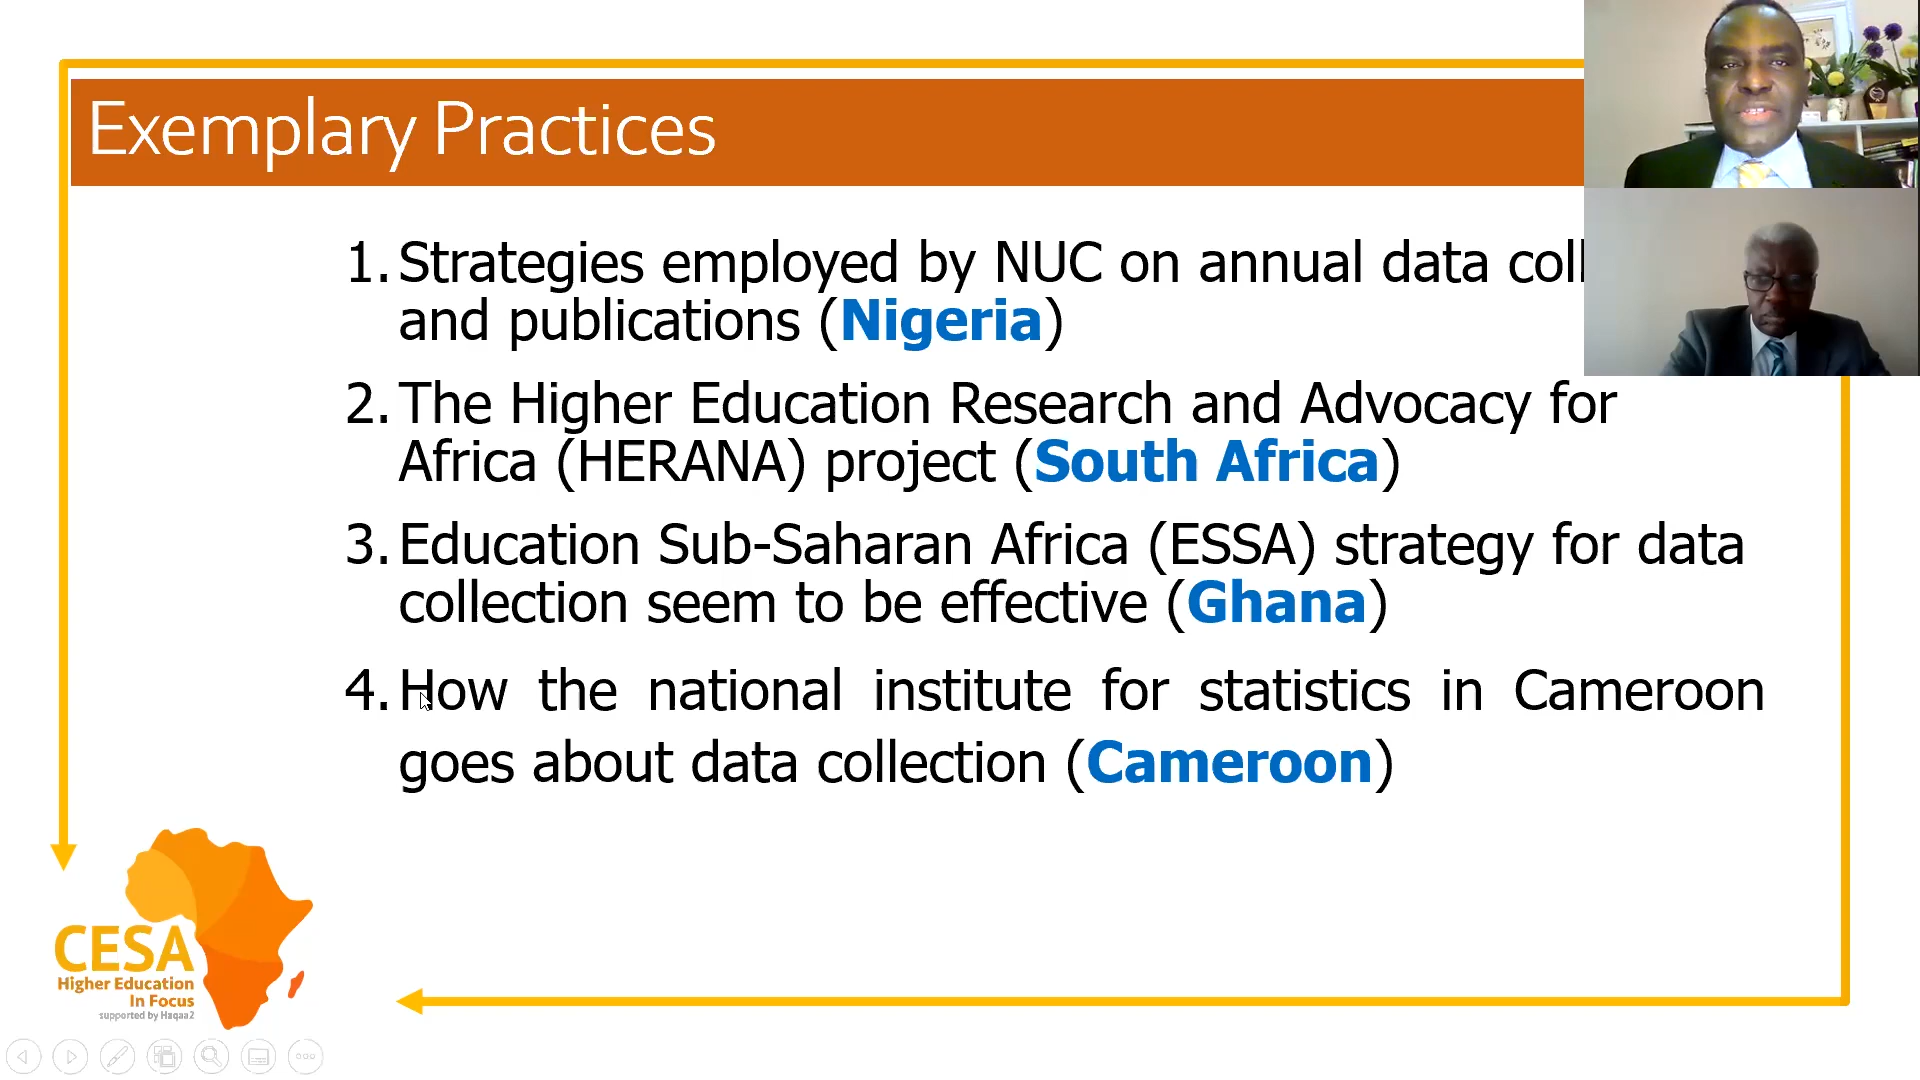 Exemplary Practices
1. Strategies employed by NUC on annual data coll
and publications (Nigeria)
2. The Higher Education Research and Advocacy for
Africa (HERANA) project (South Africa)
3. Education Sub-Saharan Africa (ESSA) strategy for data
collection seem to be effective (Ghana)
4. How the national institute for statistics in Cameroon
goes about data collection (Cameroon)
CESA
Higher Education
In Focus
supported by Haqaa2